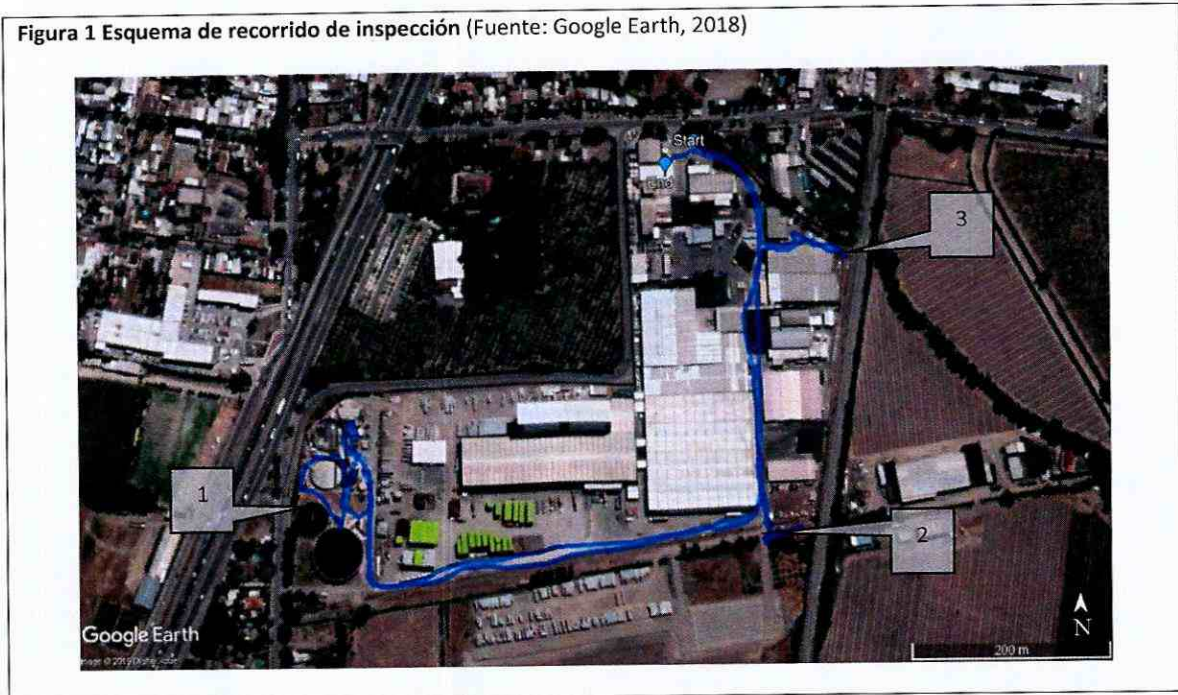 Figura 1 Esquema de recorrido de inspección (Fuente: Google Earth, 2018)
Start
End
3
1
2
Google Earth
N
200 m